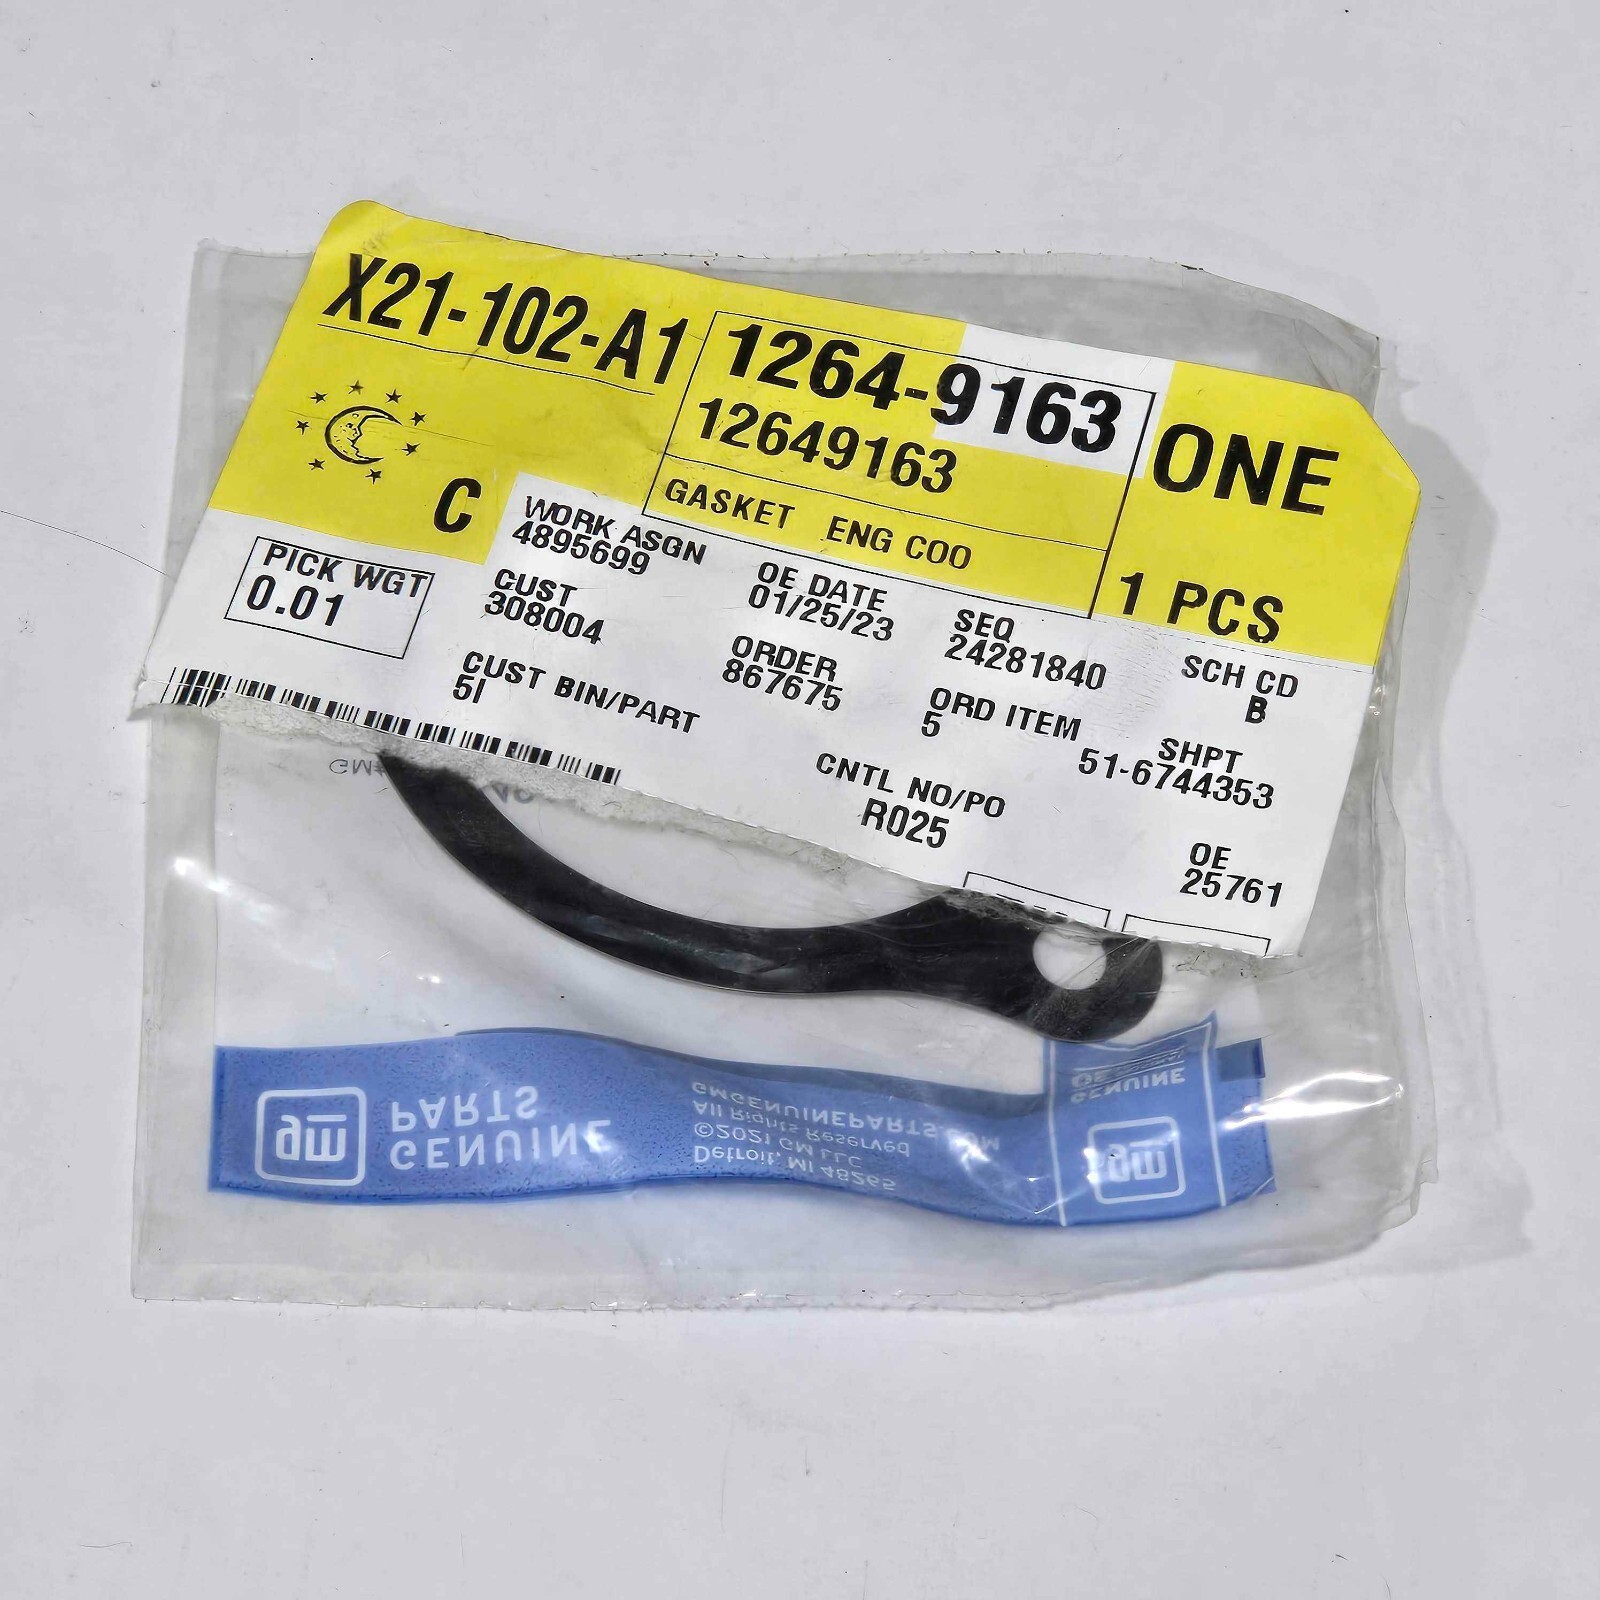 X21-102-A1
1264-9163
12649163
ONE
GASKET ENG COO
C
1 PCS
PICK WGT
0.01
WORK ASGN
4895699
OE DATE
01/25/23
SEQ
24281840
SCH CD
B
CUST
308004
ORDER
867675
ORD ITEM
5
SHPT
51-6744353
CUST BIN/PART
5I
CNTL NO/PO
R025
OE
25761
GM#
gm
GENUINE
PARTS
Detroit, MI 48265
©2021 GM LLC
All Rights Reserved
GMGENUINEPARTS.COM
gm
GENUINE
OE